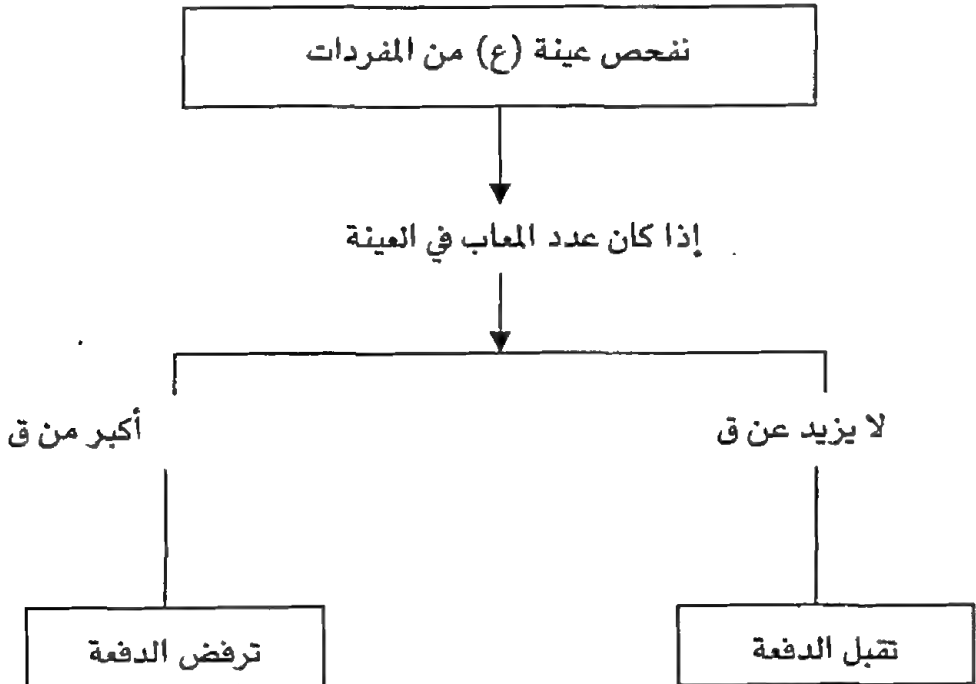 نفحص عينة (ع) من المفردات
إذا كان عدد المعاب في العينة
لا يزيد عن ق
أكبر من ق
تقبل الدفعة
ترفض الدفعة